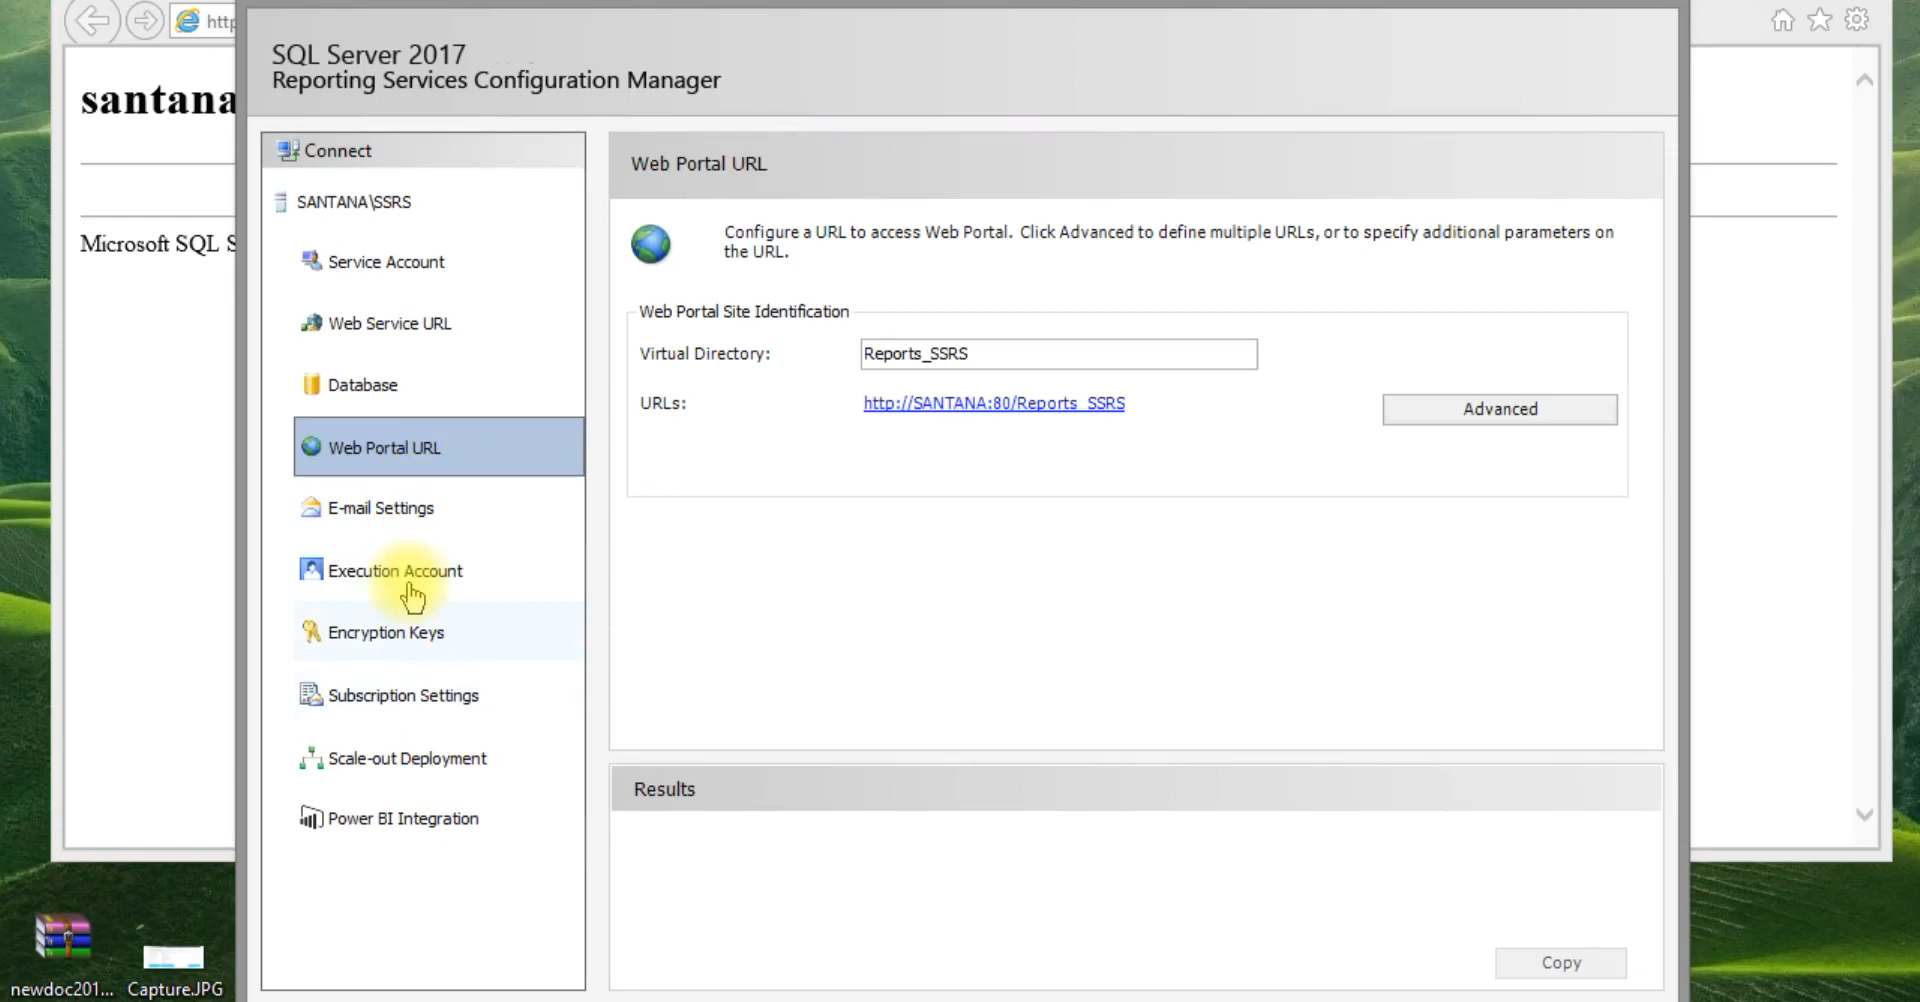 http
SQL Server 2017
Reporting Services Configuration Manager
santana
Microsoft SQL S
Connect
SANTANA\SSRS
Service Account
Web Service URL
Database
Web Portal URL
E-mail Settings
Execution Account
Encryption Keys
Subscription Settings
Scale-out Deployment
Power BI Integration
Web Portal URL
Configure a URL to access Web Portal. Click Advanced to define multiple URLs, or to specify additional parameters on
the URL.
Web Portal Site Identification
Virtual Directory:
Reports_SSRS
URLs:
http://SANTANA:80/Reports_SSRS
Advanced
Results
Copy
newdoc201...
Capture.JPG